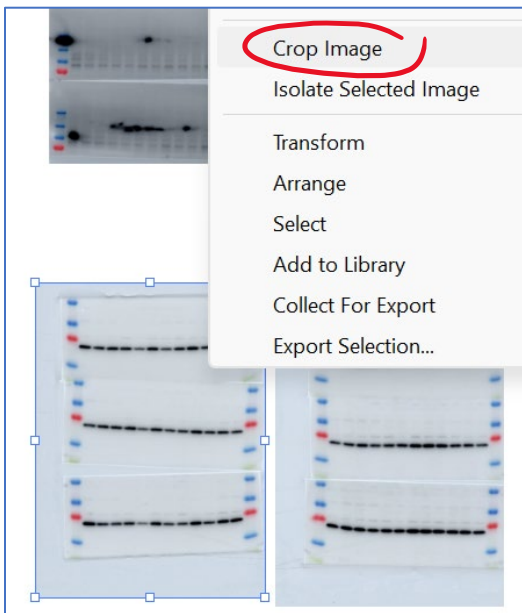 Crop Image
Isolate Selected Image
Transform
Arrange
Select
Add to Library
Collect For Export
Export Selection...